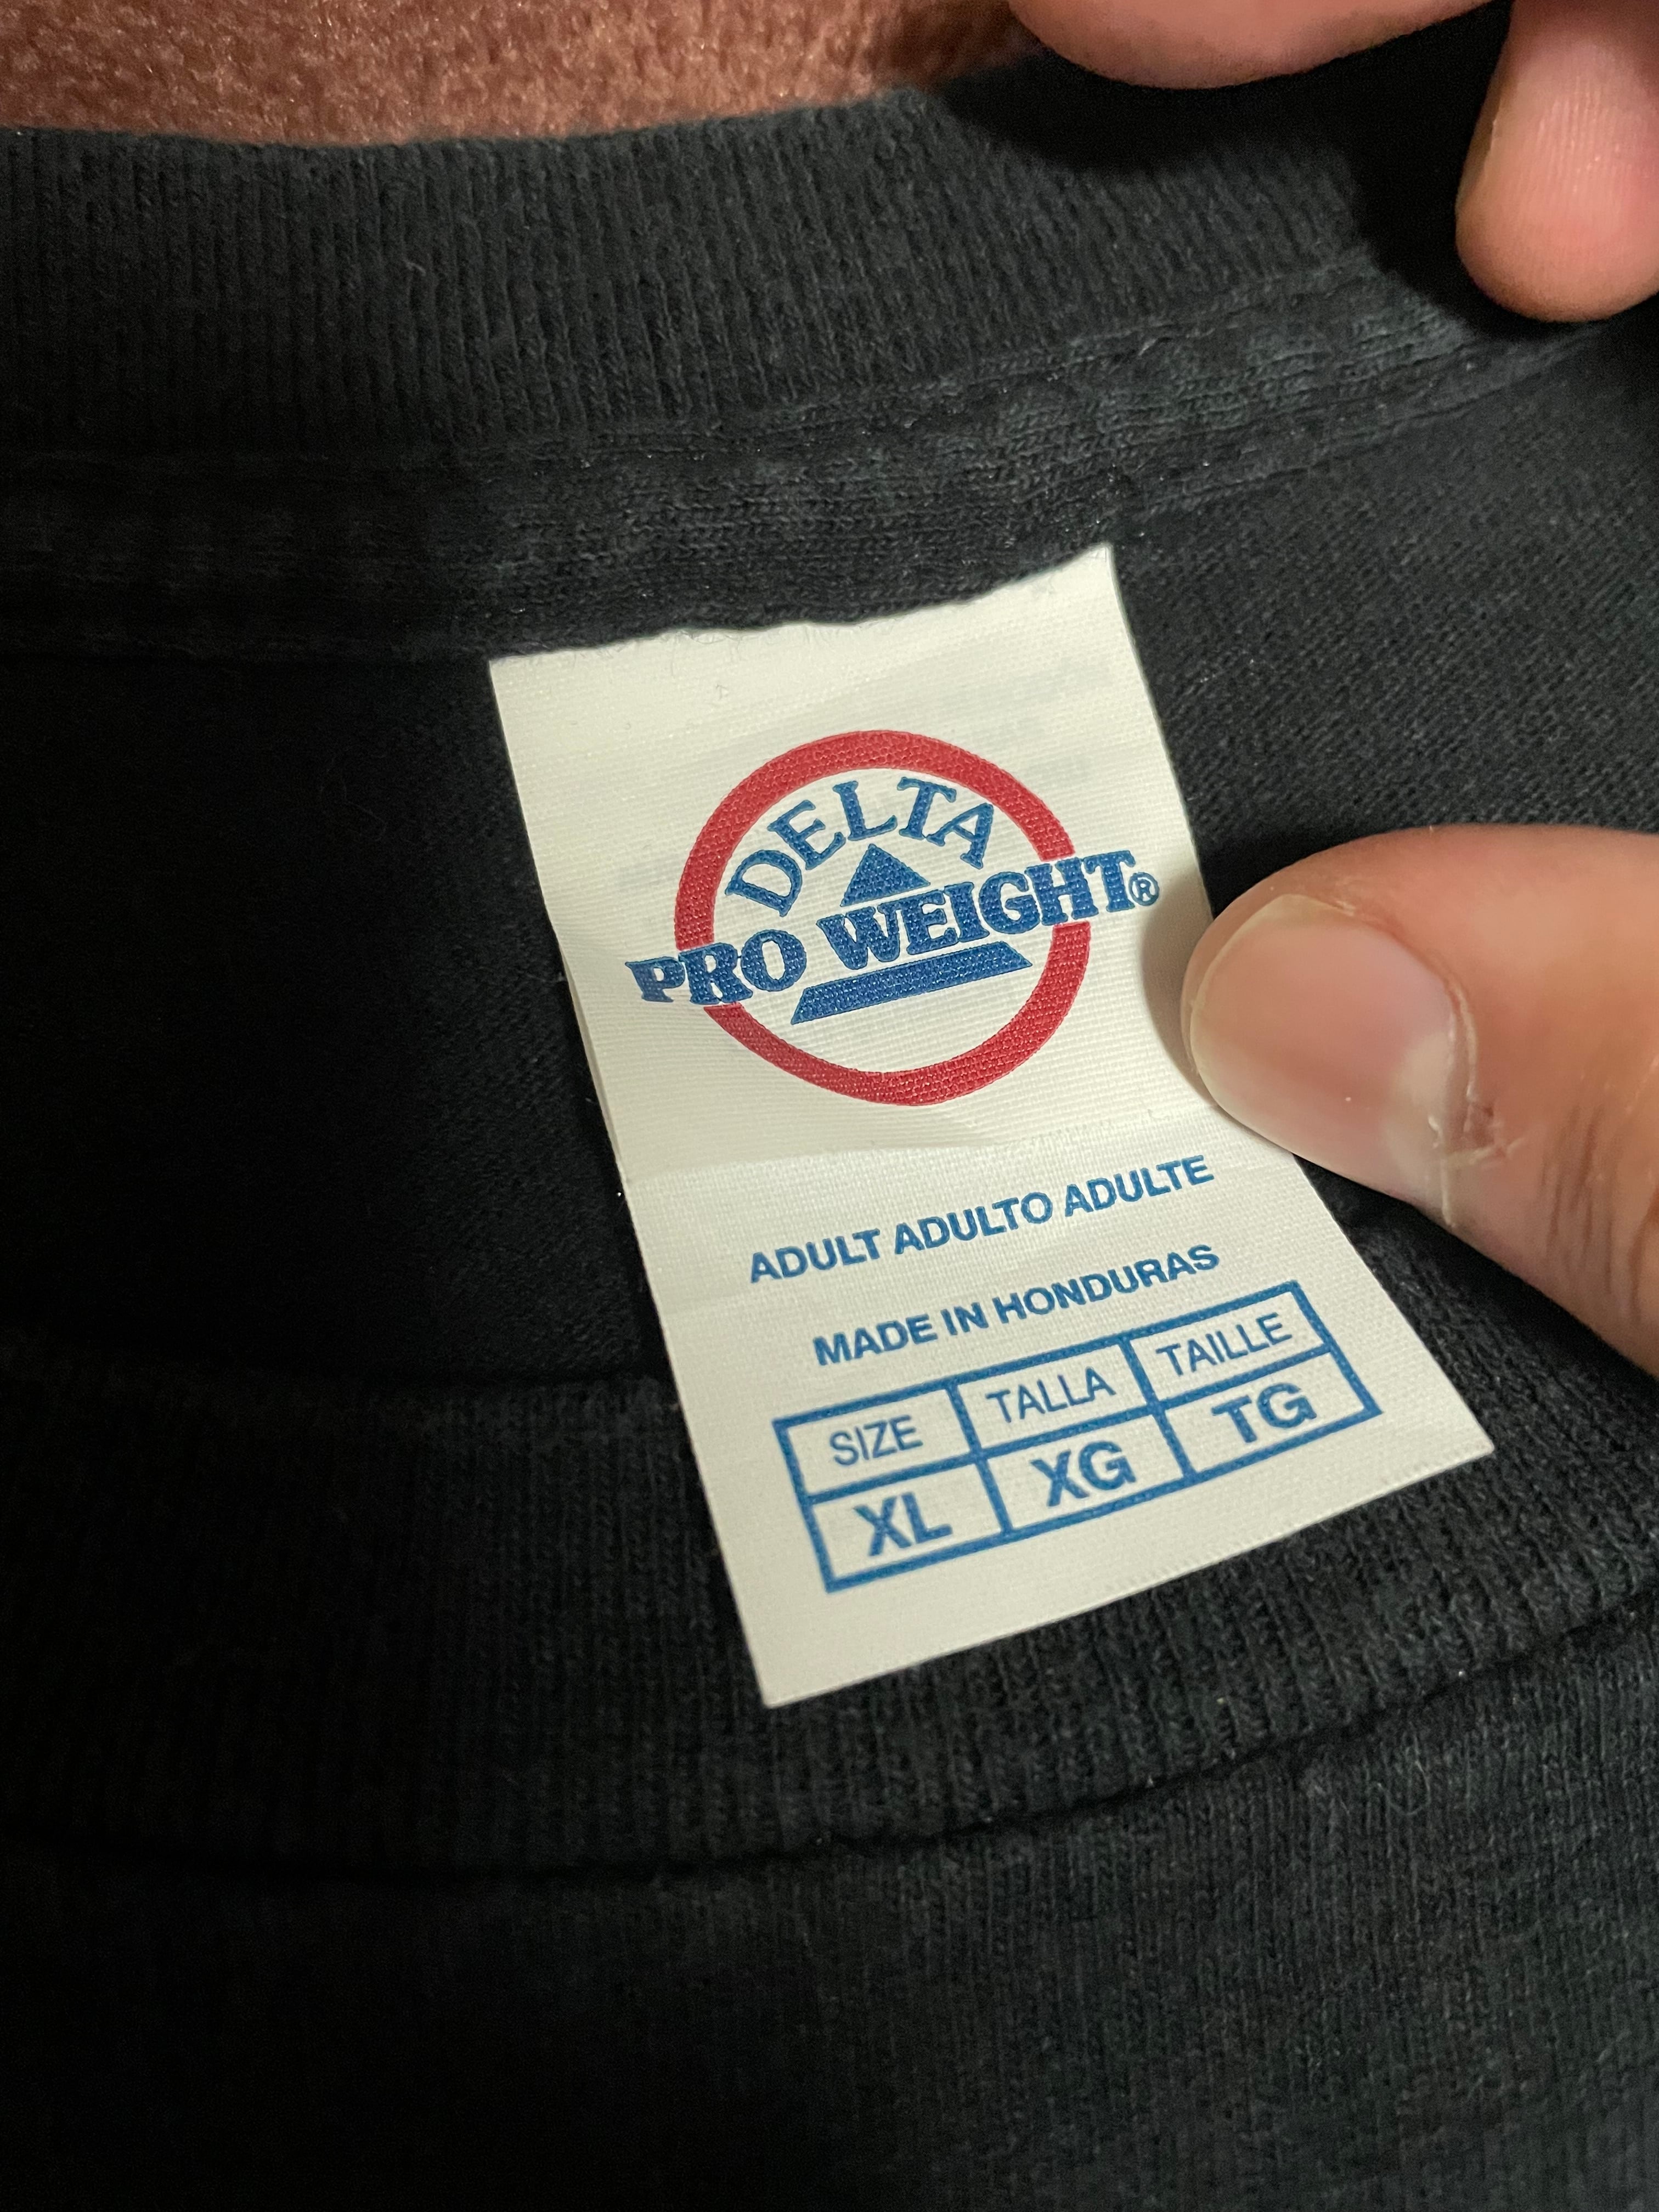 DELTA
PRO WEIGHT®
ADULT ADULTO ADULTE
MADE IN HONDURAS
SIZE TALLA TAILLE
XL XG TG